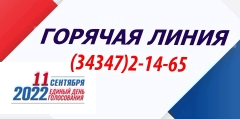 ГОРЯЧАЯ ЛИНИЯ
(34347)2-14-65
11 СЕНТЯБРЯ
2022 ЕДИНЫЙ ДЕНЬ ГОЛОСОВАНИЯ